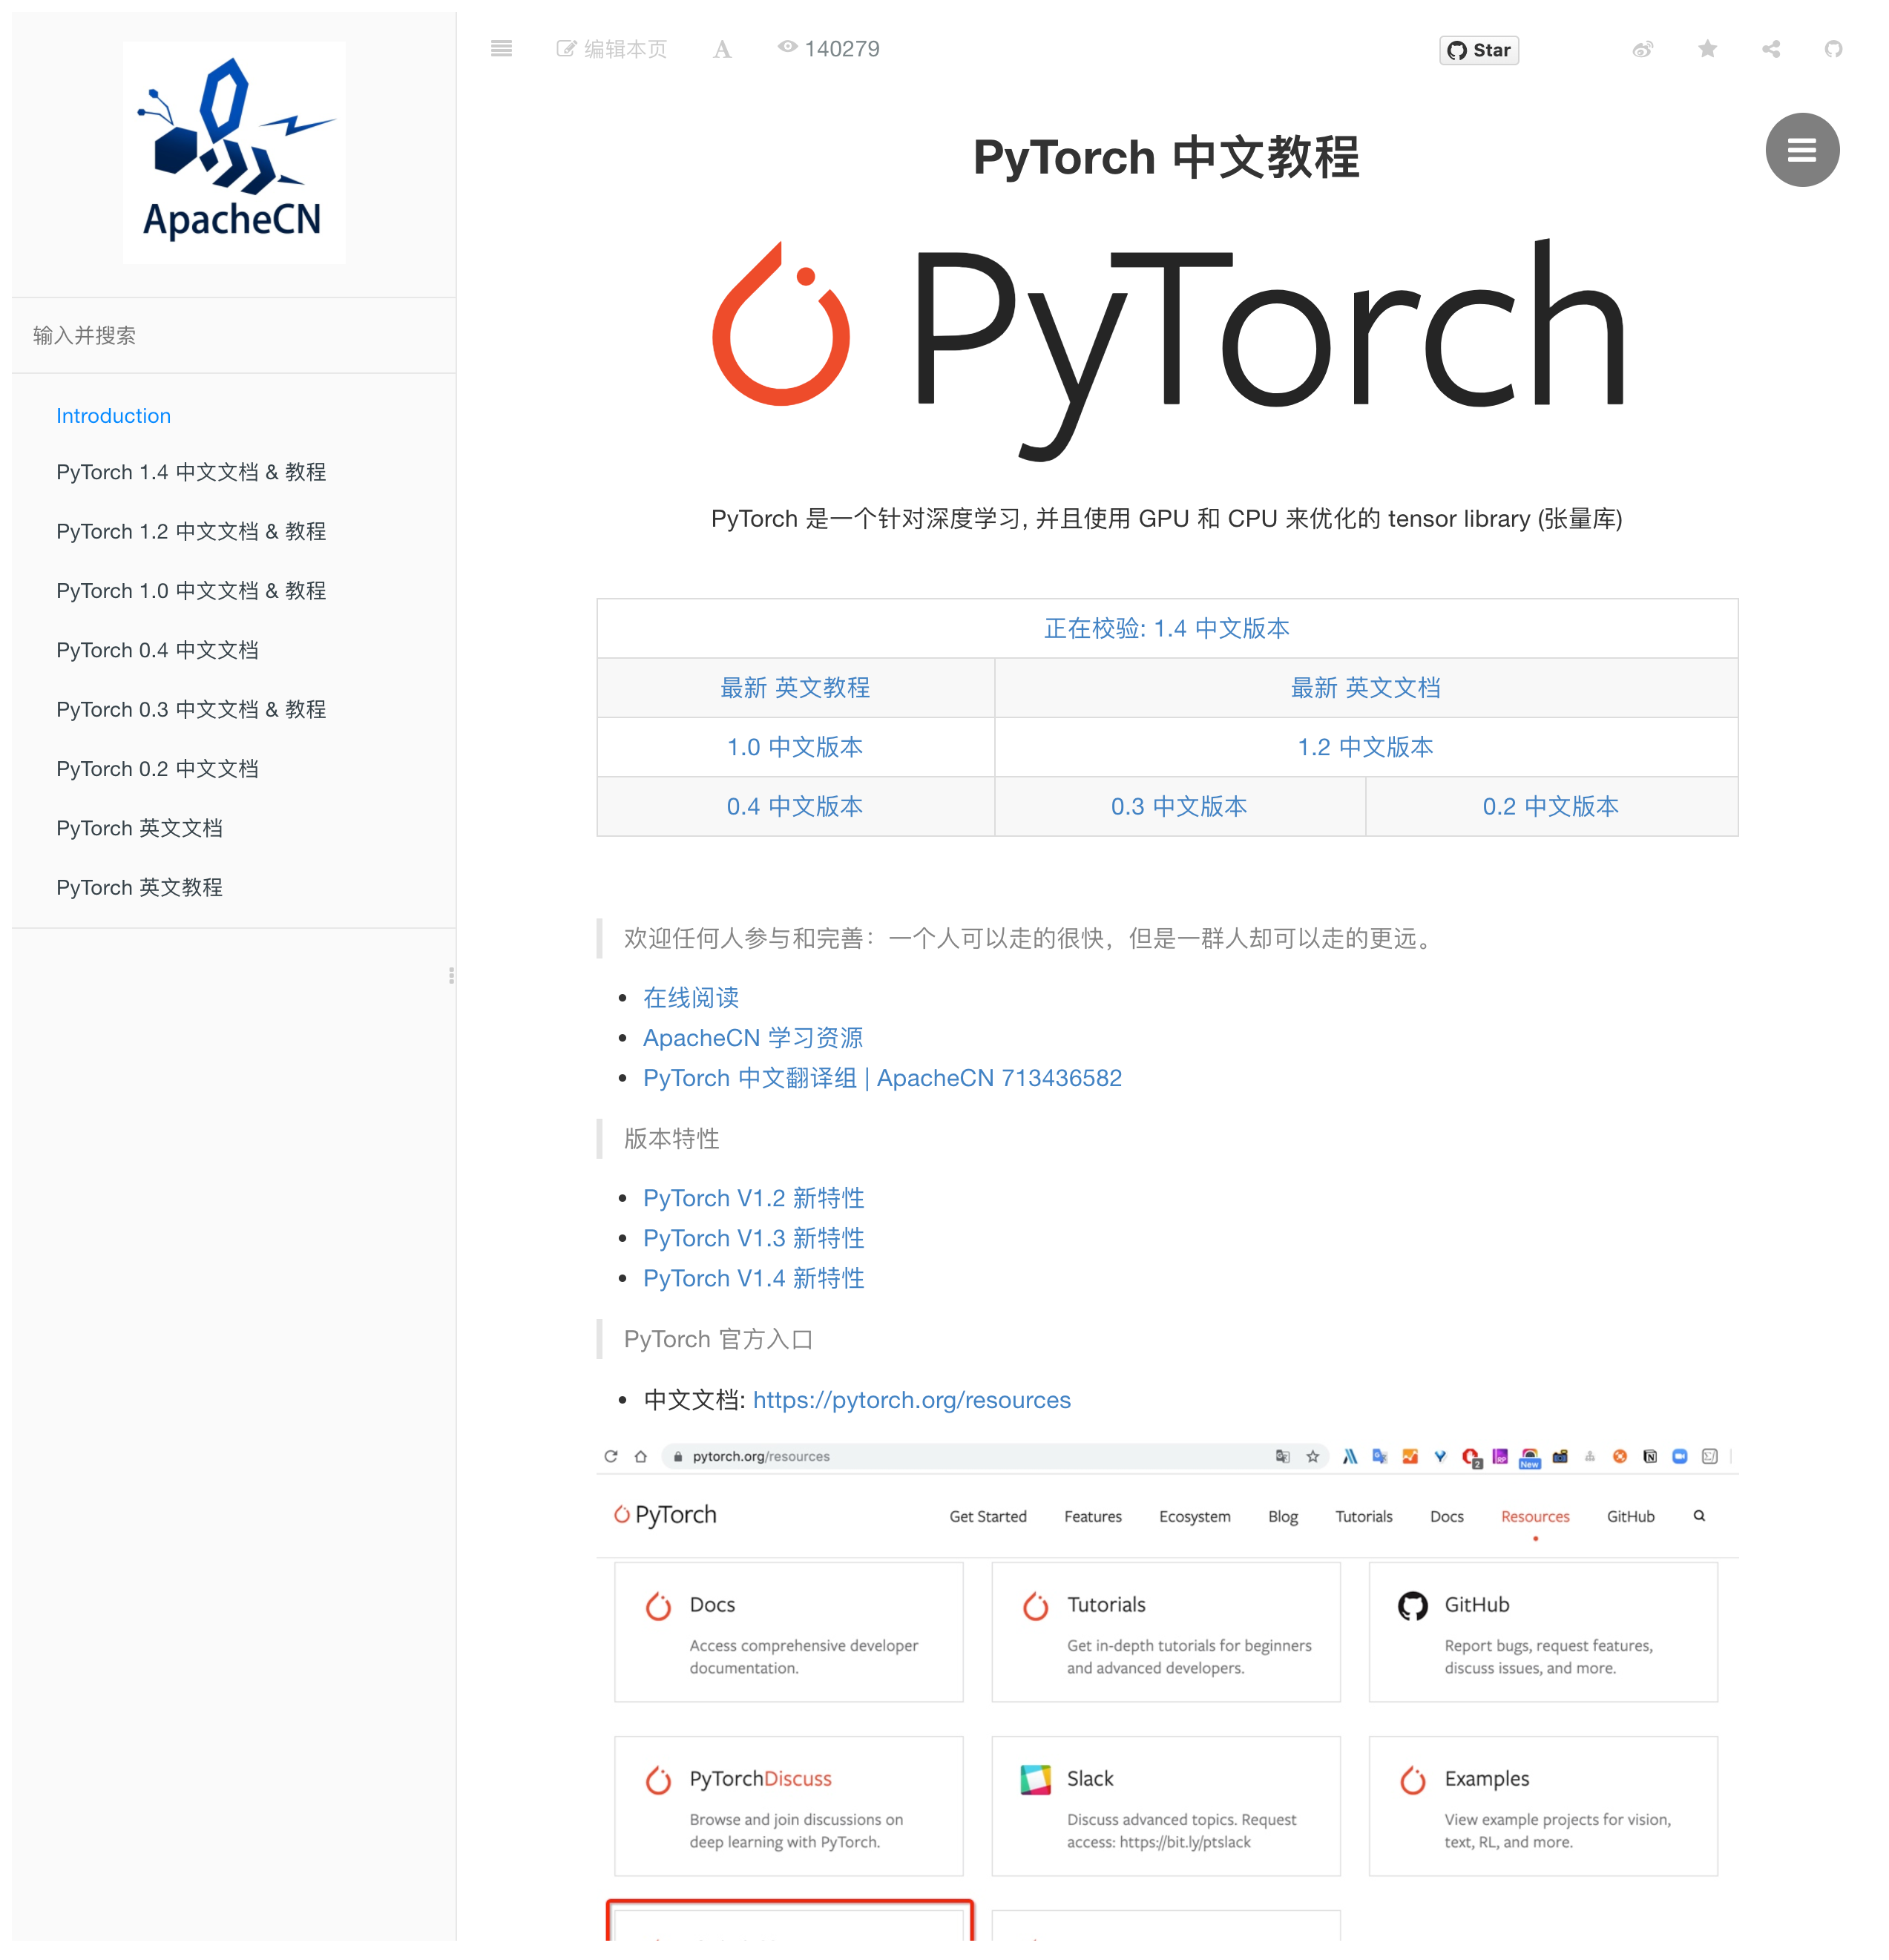 ApacheCN
输入并搜索
Introduction
PyTorch 1.4 中文文档 & 教程
PyTorch 1.2 中文文档 & 教程
PyTorch 1.0 中文文档 & 教程
PyTorch 0.4 中文文档
PyTorch 0.3 中文文档 & 教程
PyTorch 0.2 中文文档
PyTorch 英文文档
PyTorch 英文教程
编辑本页 A 140279 Star
PyTorch 中文教程
PyTorch
PyTorch 是一个针对深度学习, 并且使用 GPU 和 CPU 来优化的 tensor library (张量库)
正在校验: 1.4 中文版本
最新 英文教程 最新 英文文档
1.0 中文版本 1.2 中文版本
0.4 中文版本 0.3 中文版本 0.2 中文版本
欢迎任何人参与和完善：一个人可以走的很快，但是一群人却可以走的更远。
在线阅读
ApacheCN 学习资源
PyTorch 中文翻译组 | ApacheCN 713436582
版本特性
PyTorch V1.2 新特性
PyTorch V1.3 新特性
PyTorch V1.4 新特性
PyTorch 官方入口
中文文档: https://pytorch.org/resources
pytorch.org/resources 2 RP New
PyTorch Get Started Features Ecosystem Blog Tutorials Docs Resources GitHub
Docs
Access comprehensive developer
documentation.
Tutorials
Get in-depth tutorials for beginners
and advanced developers.
GitHub
Report bugs, request features,
discuss issues, and more.
PyTorchDiscuss
Browse and join discussions on
deep learning with PyTorch.
Slack
Discuss advanced topics. Request
access: https://bit.ly/ptslack
Examples
View example projects for vision,
text, RL, and more.